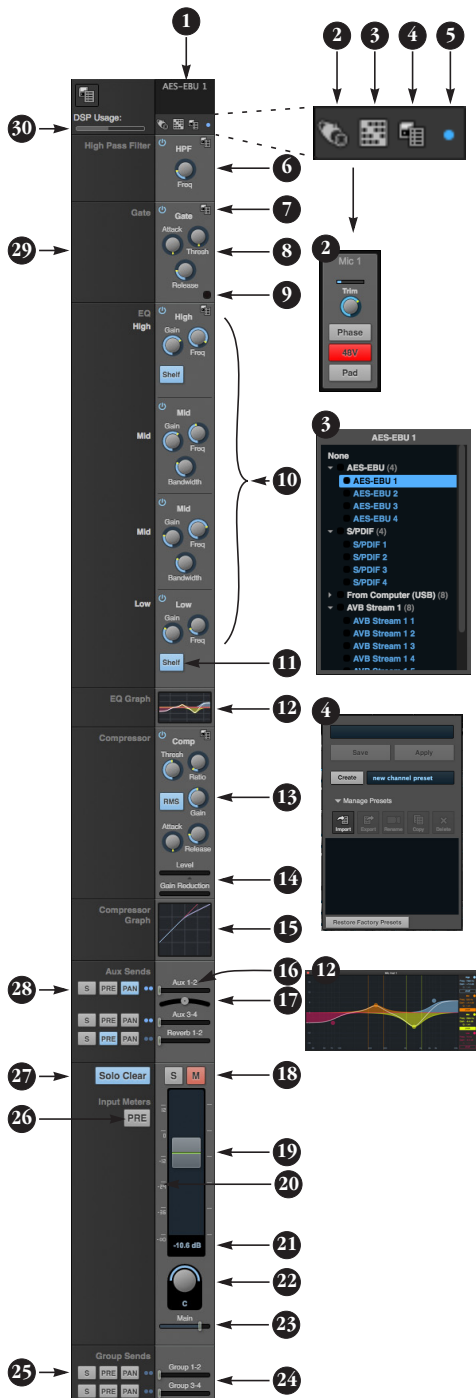 1
2
3
4
5
AES-EBU 1
DSP Usage:
30
High Pass Filter
HPF
Freq
6
Gate
Gate
7
Attack
Thresh
8
29
Release
9
2
Mic 1
Trim
Phase
48V
Pad
EQ
High
High
Gain
Freq
Shelf
Mid
Mid
Gain
Freq
Bandwidth
10
Mid
Mid
Gain
Freq
Bandwidth
Low
Low
Gain
Freq
Shelf
11
3
AES-EBU 1
None
AES-EBU (4)
AES-EBU 1
AES-EBU 2
AES-EBU 3
AES-EBU 4
S/PDIF (4)
S/PDIF 1
S/PDIF 2
S/PDIF 3
S/PDIF 4
From Computer (USB) (8)
AVB Stream 1 (8)
AVB Stream 1 1
AVB Stream 1 2
AVB Stream 1 3
AVB Stream 1 4
EQ Graph
12
Compressor
Comp
Thresh
Ratio
RMS
Gain
13
Attack
Release
Level
Gain Reduction
14
4
Save
Apply
Create
new channel preset
Manage Presets
Import
Export
Rename
Copy
Delete
Restore Factory Presets
Compressor
Graph
15
Aux Sends
28
S
PRE
PAN
Aux 1-2
16
17
S
PRE
PAN
Aux 3-4
S
PRE
PAN
Reverb 1-2
12
27
Solo Clear
S
M
18
Input Meters
26
PRE
19
20
-10.6 dB
21
C
22
Main
23
Group Sends
25
S
PRE
PAN
Group 1-2
24
S
PRE
PAN
Group 3-4